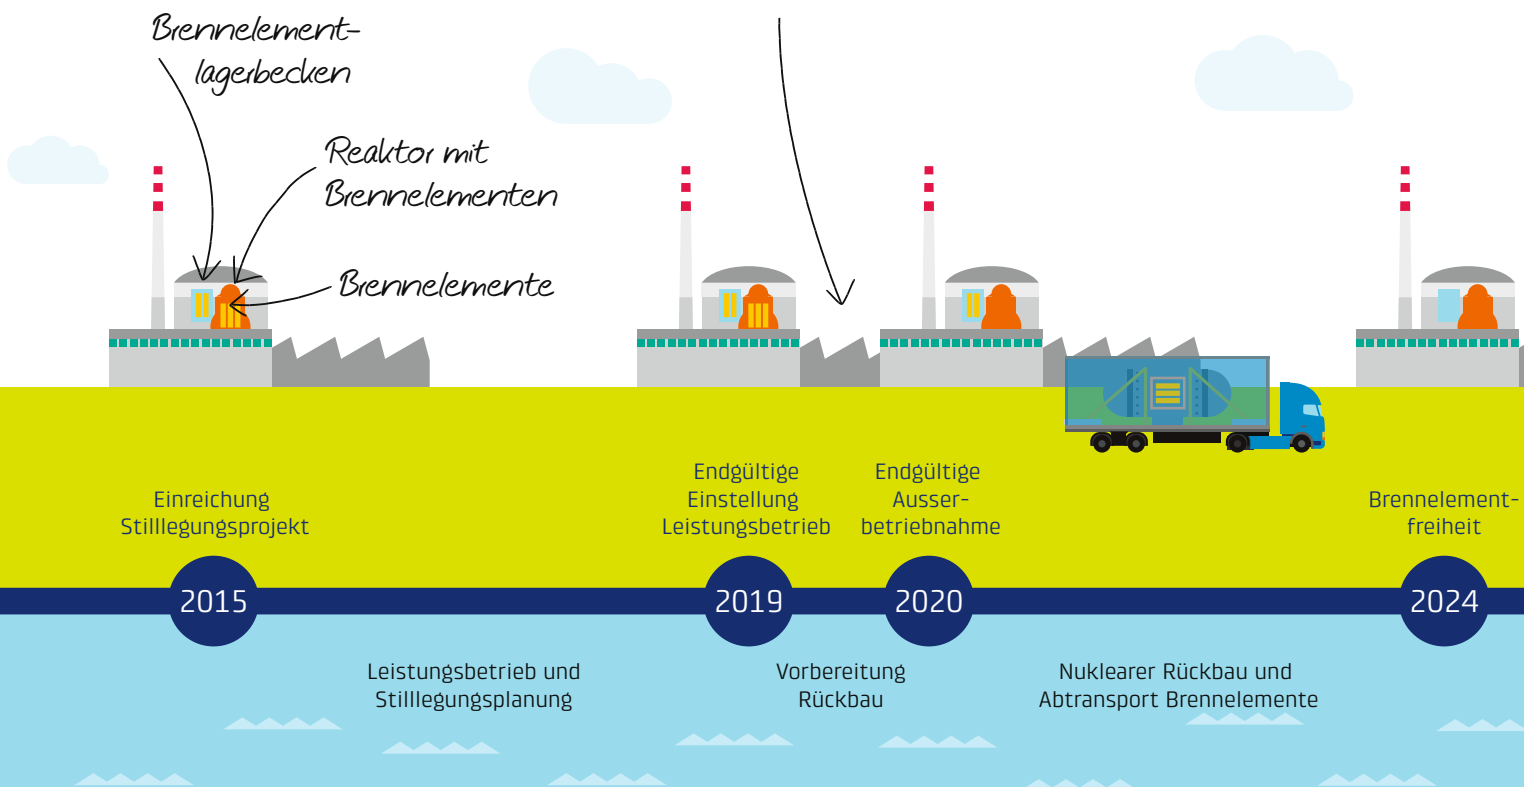 Brennelement-
lagerbecken
Reaktor mit
Brennelementen
Brennelemente
Einreichung
Stilllegungsprojekt
Endgültige
Einstellung
Leistungsbetrieb
Endgültige
Ausser-
betriebnahme
Brennelement-
freiheit
2015
2019
2020
2024
Leistungsbetrieb und
Stilllegungsplanung
Vorbereitung
Rückbau
Nuklearer Rückbau und
Abtransport Brennelemente